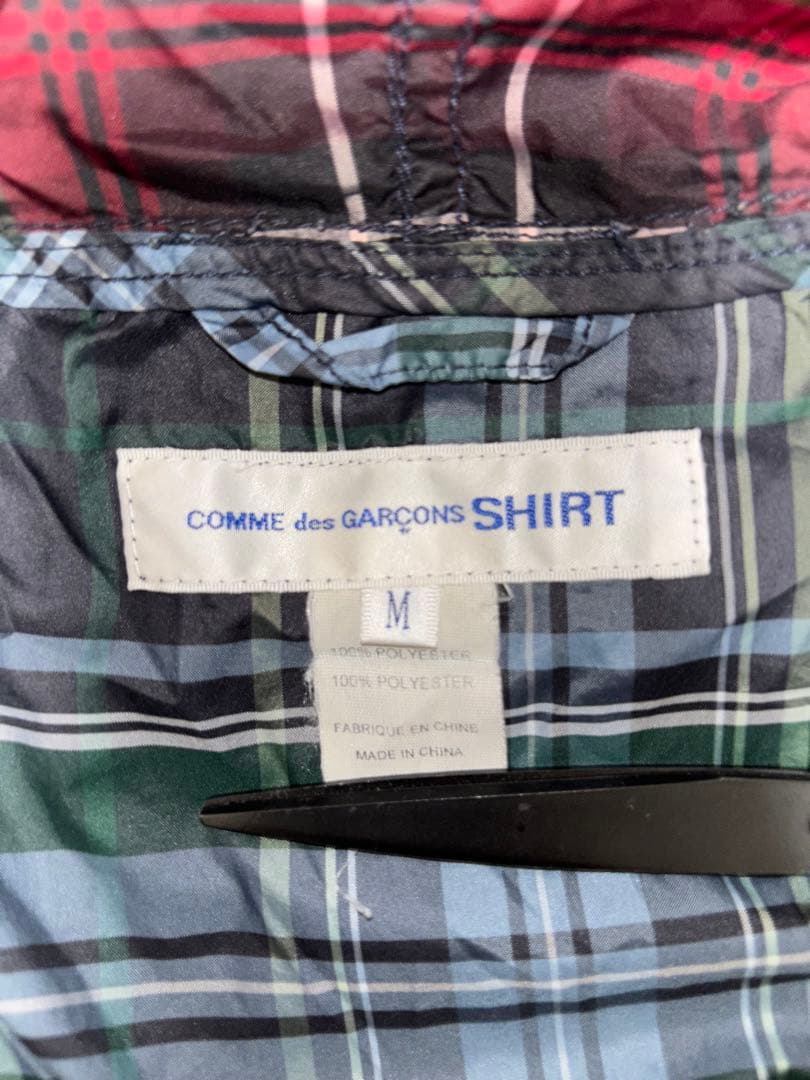 COMME des GARÇONS SHIRT
M
100% POLYESTER
100% POLYESTER
FABRIQUE EN CHINE
MADE IN CHINA